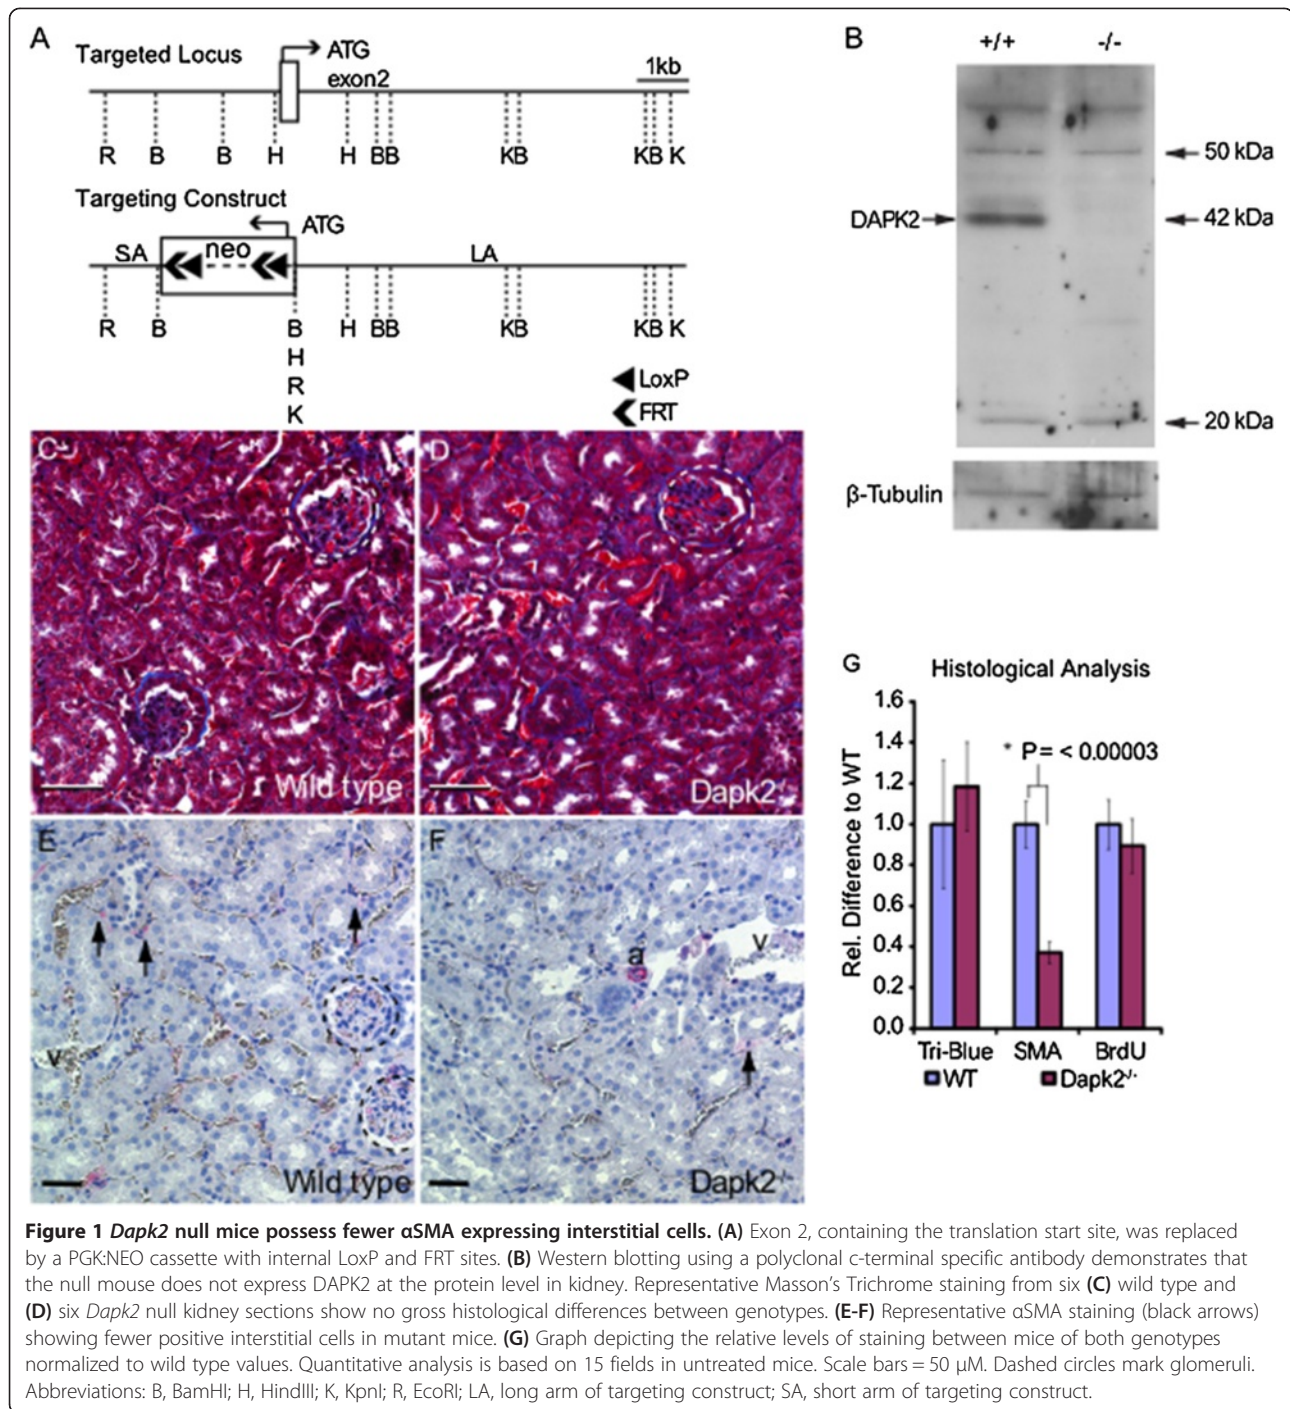 A
Targeted Locus
ATG
exon2
1kb
R B B H H BB KB KB K
Targeting Construct
ATG
SA neo LA
R B B H BB KB KB K
H
R
K
LoxP
FRT
B
+/+ -/-
50 kDa
DAPK2
42 kDa
20 kDa
β-Tubulin
C
Wild type
D
Dapk2-/-
E
v
Wild type
F
a
v
Dapk2-/-
G
Histological Analysis
Rel. Difference to WT
1.6
1.4
1.2
1.0
0.8
0.6
0.4
0.2
0.0
* P = < 0.00003
Tri-Blue SMA BrdU
WT Dapk2-/-
Figure 1 Dapk2 null mice possess fewer αSMA expressing interstitial cells. (A) Exon 2, containing the translation start site, was replaced
by a PGK:NEO cassette with internal LoxP and FRT sites. (B) Western blotting using a polyclonal c-terminal specific antibody demonstrates that
the null mouse does not express DAPK2 at the protein level in kidney. Representative Masson's Trichrome staining from six (C) wild type and
(D) six Dapk2 null kidney sections show no gross histological differences between genotypes. (E-F) Representative αSMA staining (black arrows)
showing fewer positive interstitial cells in mutant mice. (G) Graph depicting the relative levels of staining between mice of both genotypes
normalized to wild type values. Quantitative analysis is based on 15 fields in untreated mice. Scale bars = 50 μM. Dashed circles mark glomeruli.
Abbreviations: B, BamHI; H, HindIII; K, KpnI; R, EcoRI; LA, long arm of targeting construct; SA, short arm of targeting construct.